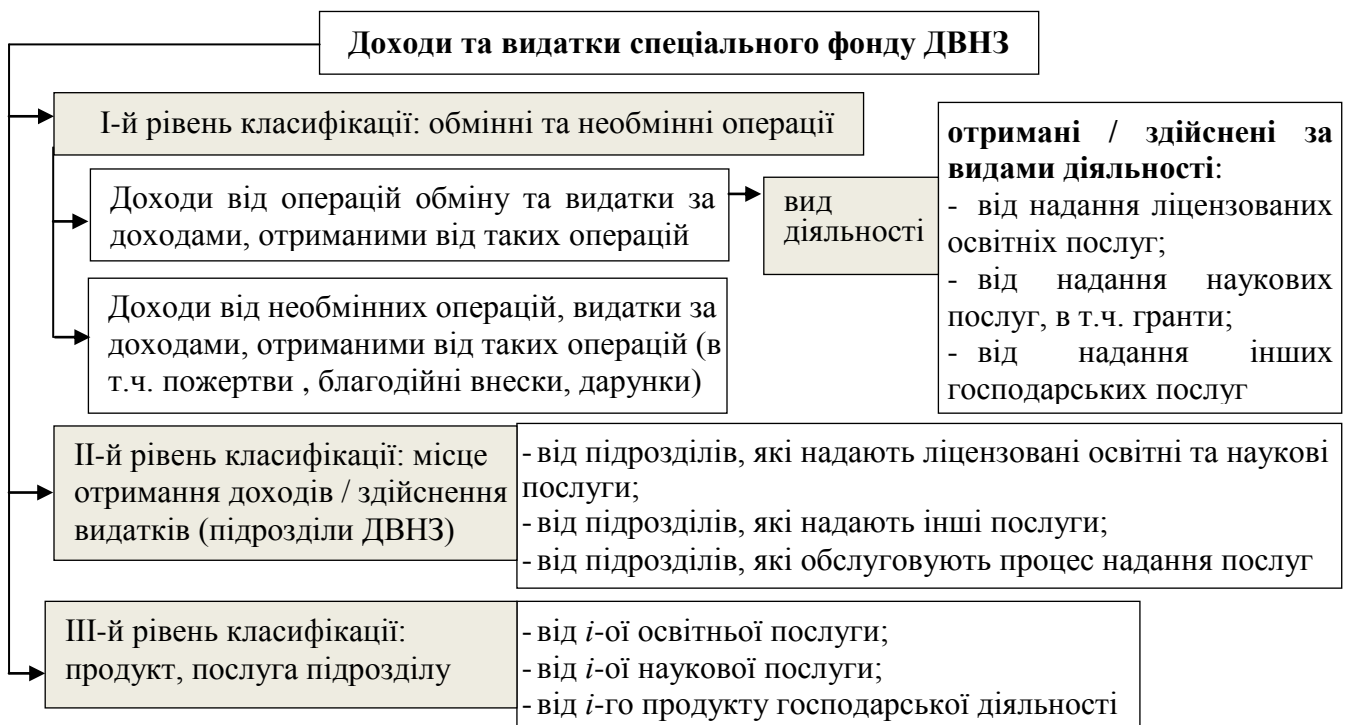 Доходи та видатки спеціального фонду ДВНЗ
І-й рівень класифікації: обмінні та необмінні операції
Доходи від операцій обміну та видатки за
доходами, отриманими від таких операцій
вид
діяльності
отримані / здійснені за
видами діяльності:
- від надання ліцензованих
освітніх послуг;
- від надання наукових
послуг, в т.ч. гранти;
- від надання інших
господарських послуг
Доходи від необмінних операцій, видатки за
доходами, отриманими від таких операцій (в
т.ч. пожертви , благодійні внески, дарунки)
ІІ-й рівень класифікації: місце
отримання доходів / здійснення
видатків (підрозділи ДВНЗ)
- від підрозділів, які надають ліцензовані освітні та наукові
послуги;
- від підрозділів, які надають інші послуги;
- від підрозділів, які обслуговують процес надання послуг
ІІІ-й рівень класифікації:
продукт, послуга підрозділу
- від і-ої освітньої послуги;
- від і-ої наукової послуги;
- від і-го продукту господарської діяльності